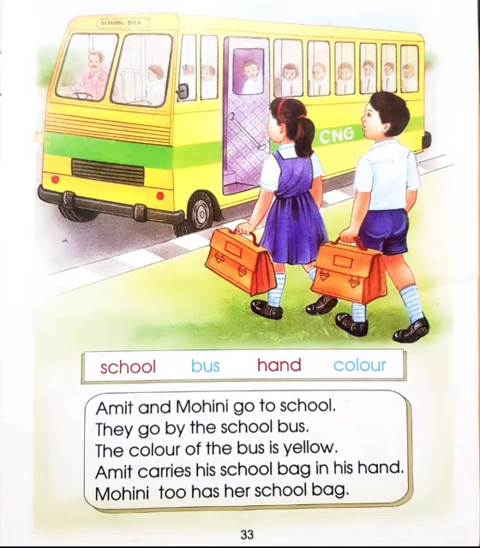 SCHOOL BUS
CNG
school bus hand colour
Amit and Mohini go to school.
They go by the school bus.
The colour of the bus is yellow.
Amit carries his school bag in his hand.
Mohini too has her school bag.
33